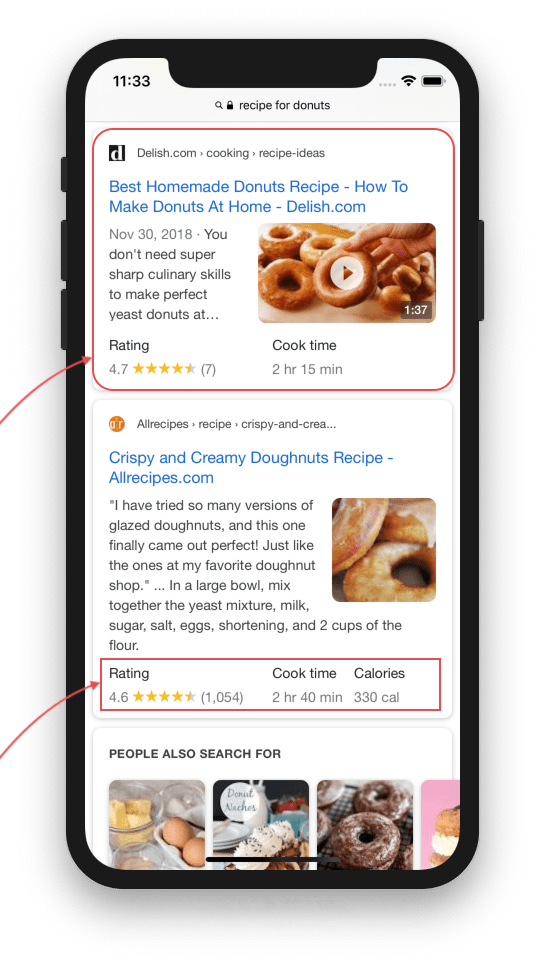 11:33
recipe for donuts
d
Delish.com › cooking › recipe-ideas
Best Homemade Donuts Recipe - How To
Make Donuts At Home - Delish.com
Nov 30, 2018 · You
don't need super
sharp culinary skills
to make perfect
yeast donuts at…
1:37
Rating
Cook time
4.7 ★★★★★ (7)
2 hr 15 min
ar
Allrecipes › recipe › crispy-and-crea...
Crispy and Creamy Doughnuts Recipe -
Allrecipes.com
"I have tried so many versions of
glazed doughnuts, and this one
finally came out perfect! Just like
the ones at my favorite doughnut
shop." ... In a large bowl, mix
together the yeast mixture, milk,
sugar, salt, eggs, shortening, and 2 cups of the
flour.
Rating
Cook time
Calories
4.6 ★★★★★ (1,054)
2 hr 40 min
330 cal
PEOPLE ALSO SEARCH FOR
Donut
Nachos